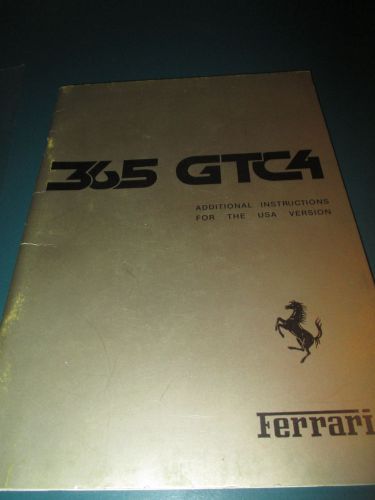 365 GTC4
ADDITIONAL INSTRUCTIONS
FOR THE USA VERSION
Ferrari